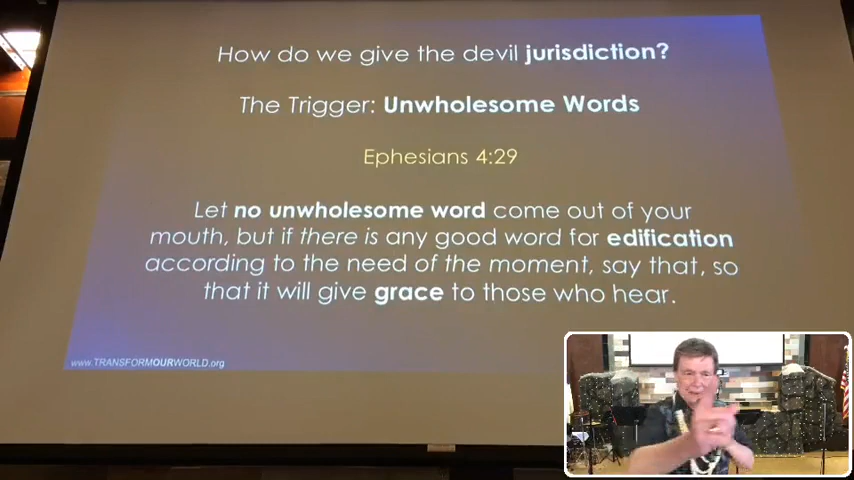 How do we give the devil jurisdiction?
The Trigger: Unwholesome Words
Ephesians 4:29
Let no unwholesome word come out of your
mouth, but if there is any good word for edification
according to the need of the moment, say that, so
that it will give grace to those who hear.
www.TRANSFORMOURWORLD.org